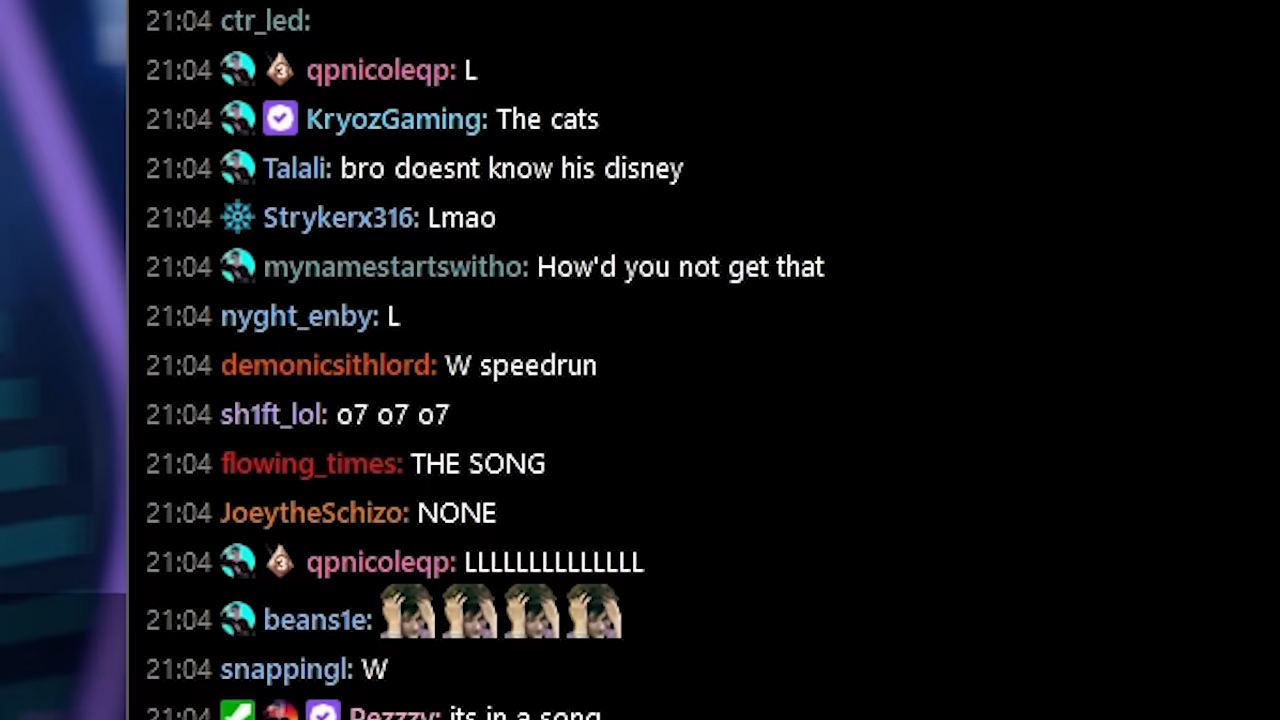 21:04 ctr_led:
21:04 3 qpnicoleqp: L
21:04 KryozGaming: The cats
21:04 Talali: bro doesnt know his disney
21:04 Strykerx316: Lmao
21:04 mynamestartswitho: How'd you not get that
21:04 nyght_enby: L
21:04 demonicsithlord: W speedrun
21:04 sh1ft_lol: o7 o7 o7
21:04 flowing_times: THE SONG
21:04 JoeytheSchizo: NONE
21:04 3 qpnicoleqp: LLLLLLLLLLLLLL
21:04 beans1e:
21:04 snappingl: W
21:04 Pezzzy: its in a song